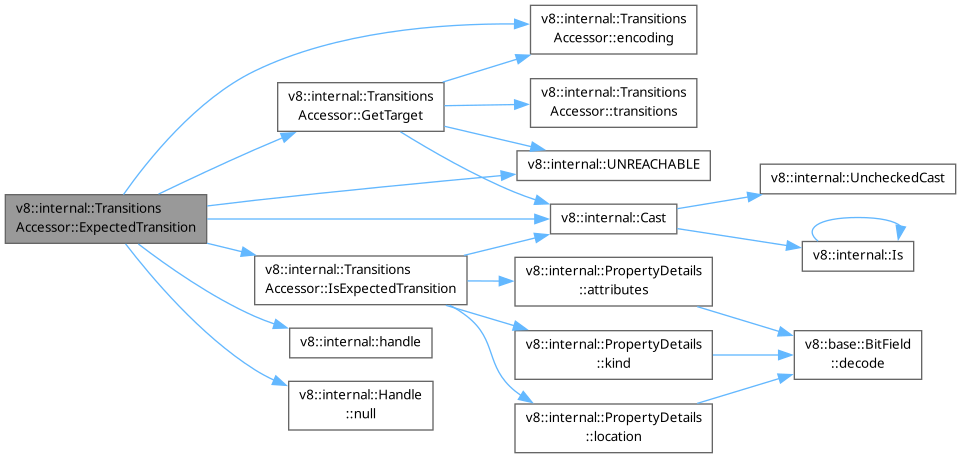 v8::internal::Transitions
Accessor::encoding
v8::internal::Transitions
Accessor::GetTarget
v8::internal::Transitions
Accessor::transitions
v8::internal::UNREACHABLE
v8::internal::UncheckedCast
v8::internal::Transitions
Accessor::ExpectedTransition
v8::internal::Cast
v8::internal::Is
v8::internal::Transitions
Accessor::IsExpectedTransition
v8::internal::PropertyDetails
::attributes
v8::internal::handle
v8::internal::PropertyDetails
::kind
v8::base::BitField
::decode
v8::internal::Handle
::null
v8::internal::PropertyDetails
::location